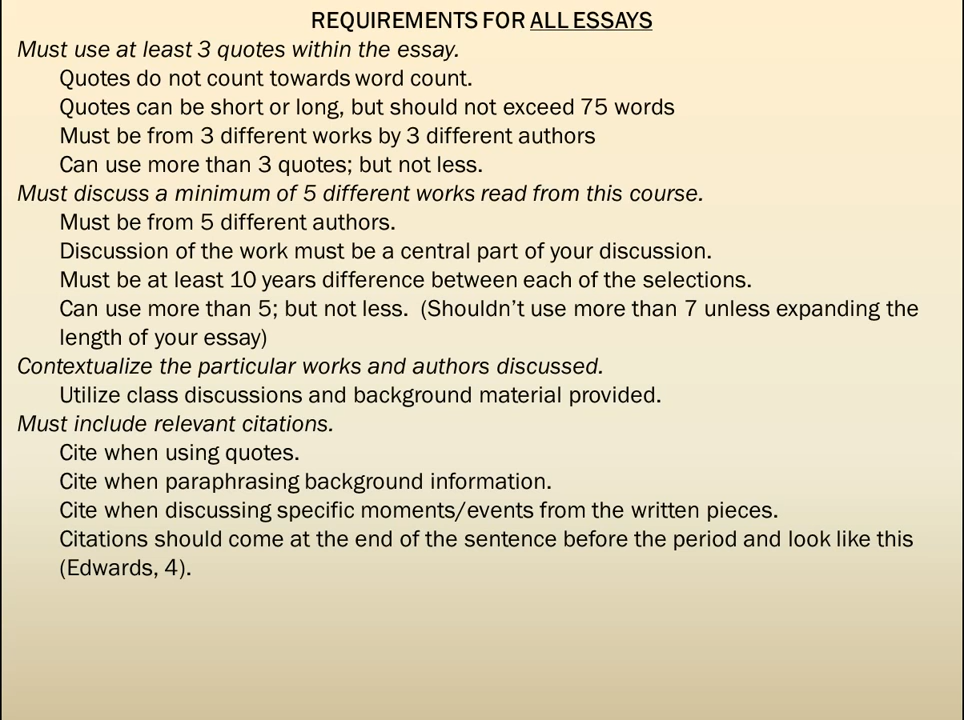 REQUIREMENTS FOR ALL ESSAYS
Must use at least 3 quotes within the essay.
Quotes do not count towards word count.
Quotes can be short or long, but should not exceed 75 words
Must be from 3 different works by 3 different authors
Can use more than 3 quotes; but not less.
Must discuss a minimum of 5 different works read from this course.
Must be from 5 different authors.
Discussion of the work must be a central part of your discussion.
Must be at least 10 years difference between each of the selections.
Can use more than 5; but not less.  (Shouldn’t use more than 7 unless expanding the
length of your essay)
Contextualize the particular works and authors discussed.
Utilize class discussions and background material provided.
Must include relevant citations.
Cite when using quotes.
Cite when paraphrasing background information.
Cite when discussing specific moments/events from the written pieces.
Citations should come at the end of the sentence before the period and look like this
(Edwards, 4).